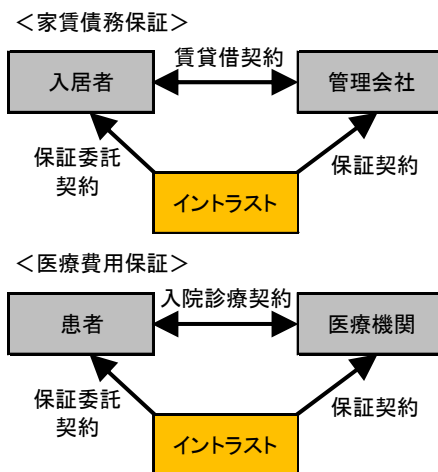 ＜家賃債務保証＞
賃貸借契約
入居者
管理会社
保証委託
契約
保証契約
イントラスト
＜医療費用保証＞
入院診療契約
患者
医療機関
保証委託
契約
保証契約
イントラスト